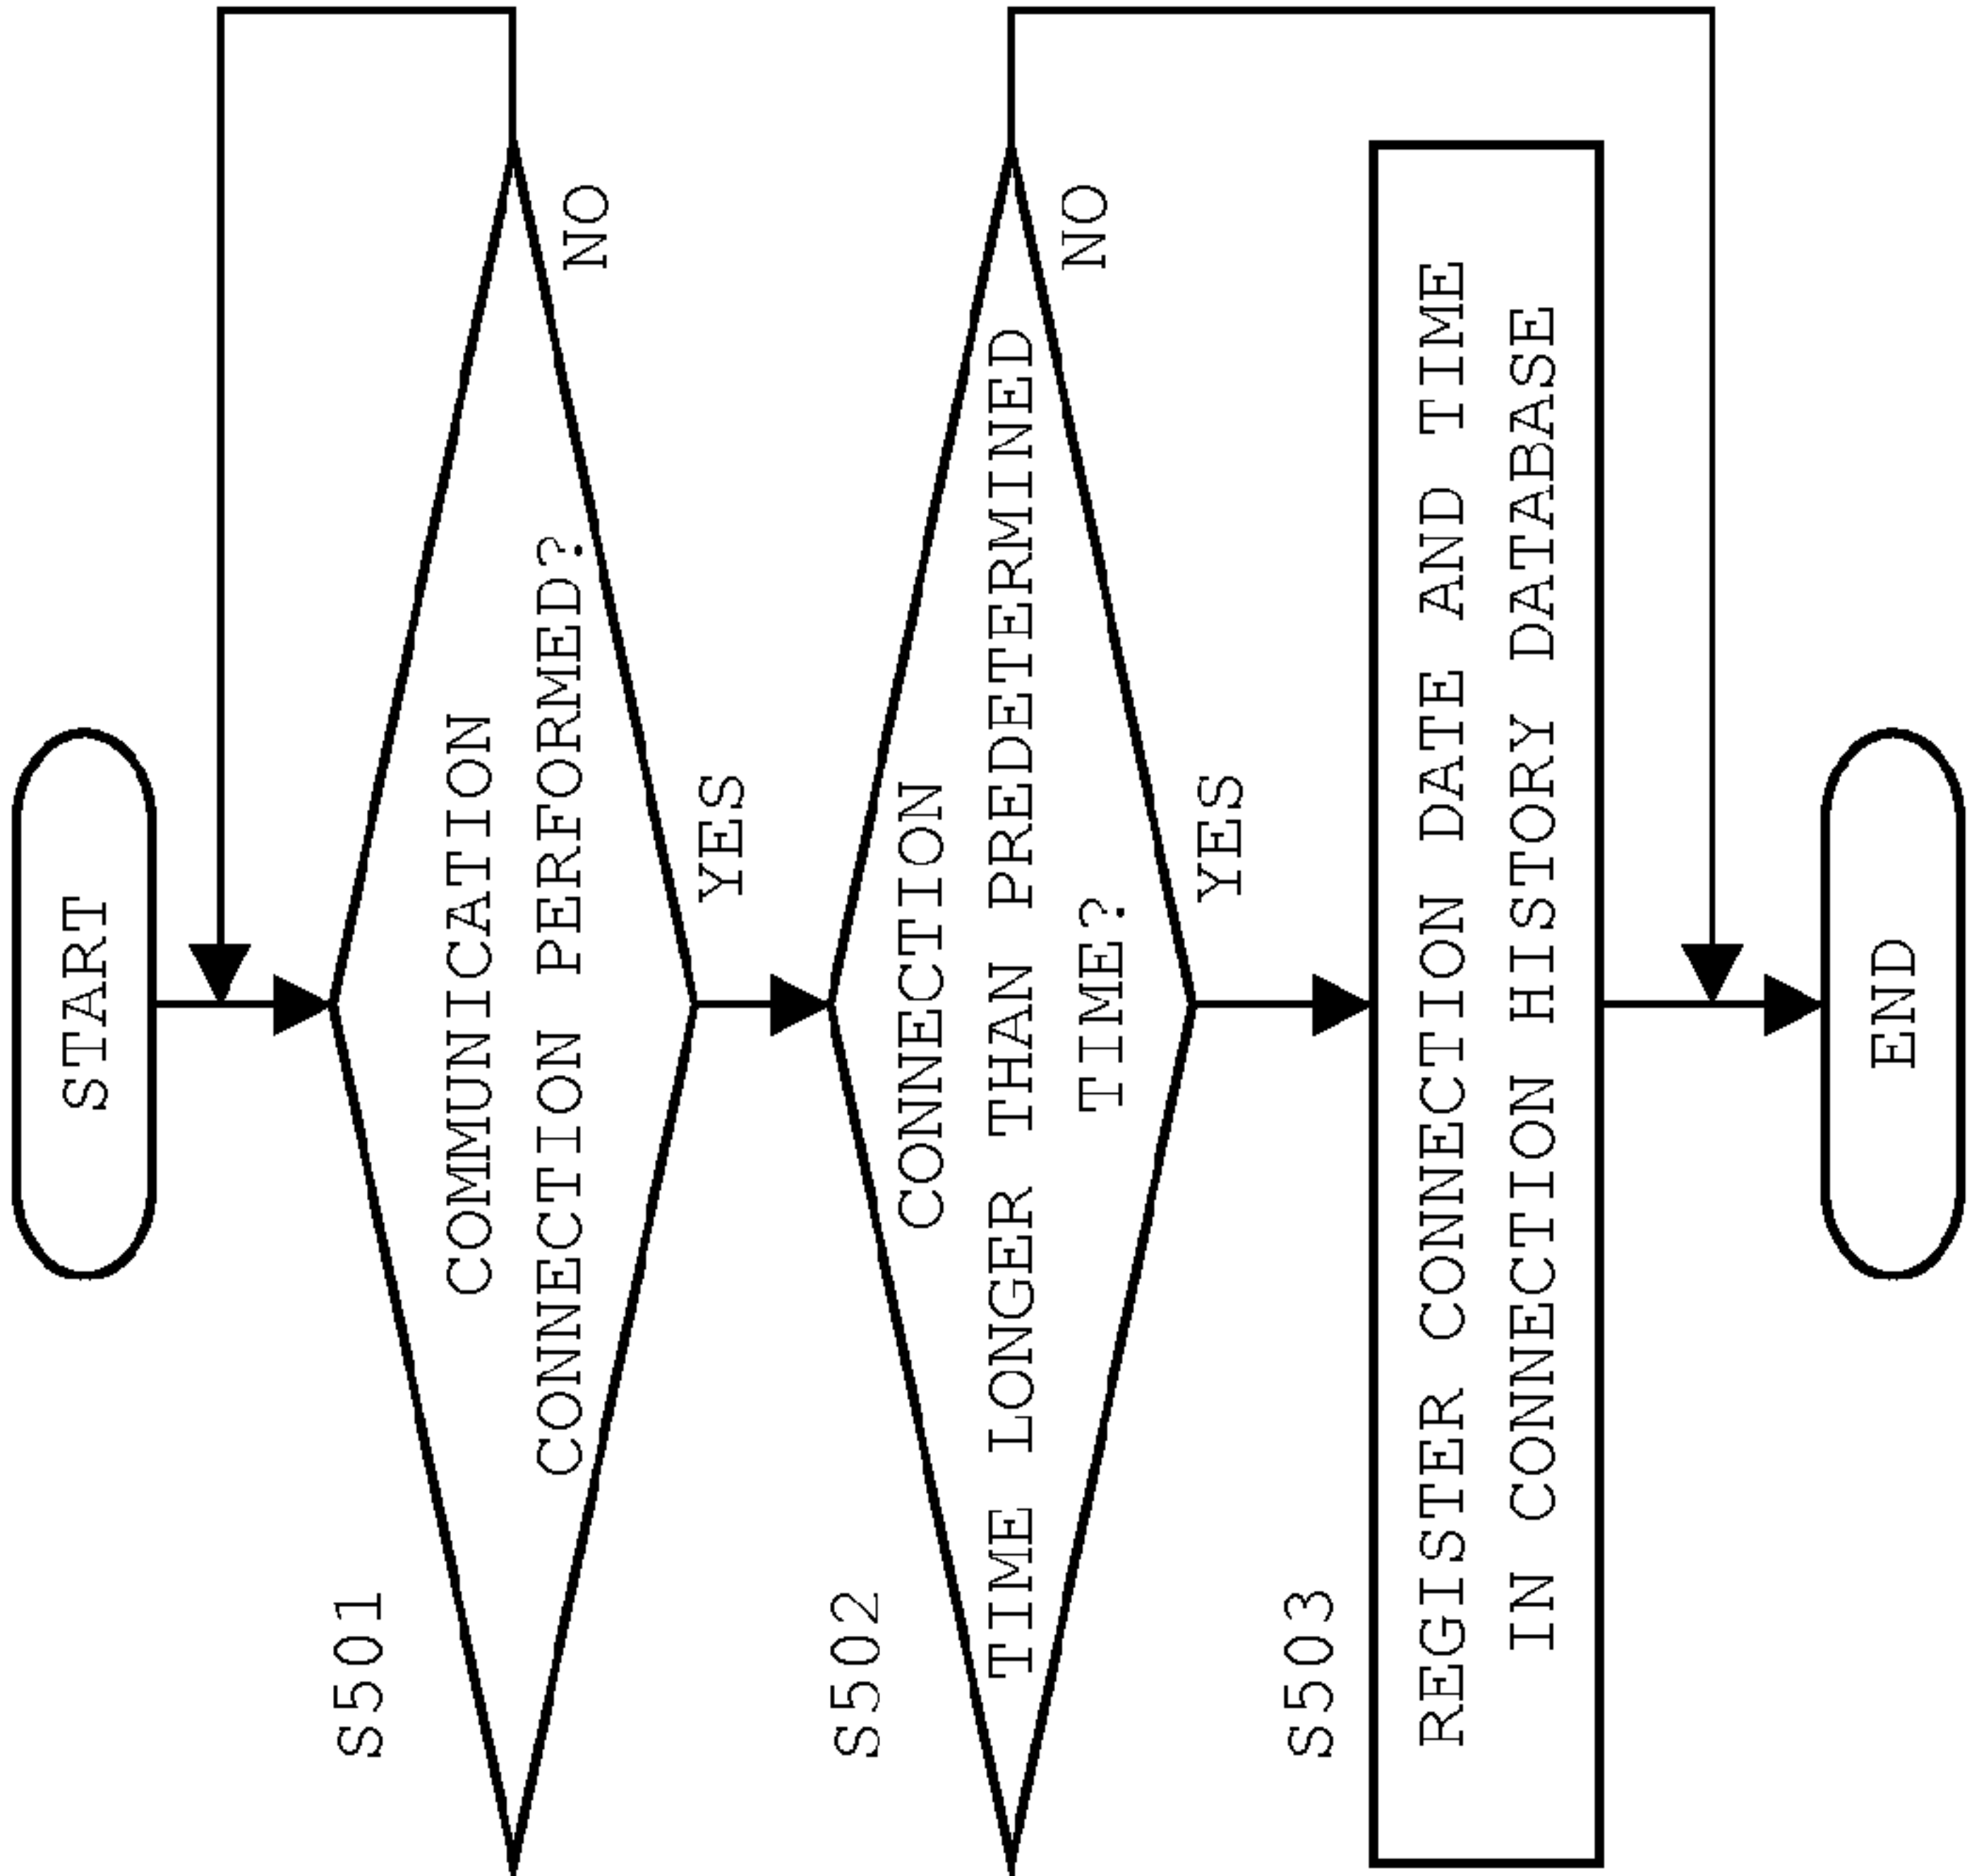 START
S501
COMMUNICATION
CONNECTION PERFORMED?
NO
YES
S502
CONNECTION
TIME LONGER THAN PREDETERMINED
TIME?
NO
YES
S503
REGISTER CONNECTION DATE AND TIME
IN CONNECTION HISTORY DATABASE
END